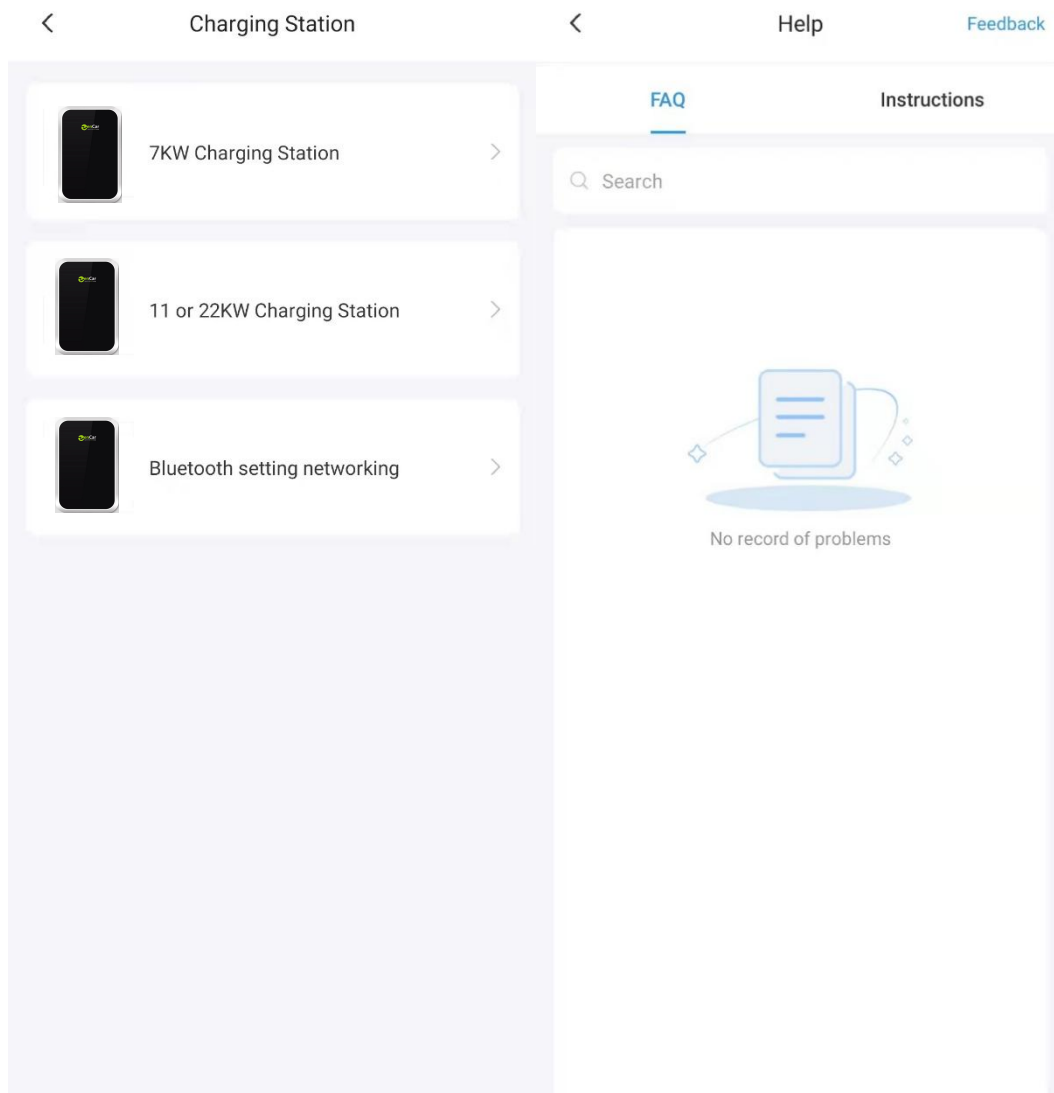 Charging Station
7KW Charging Station
11 or 22KW Charging Station
Bluetooth setting networking
Help
Feedback
FAQ
Instructions
Search
No record of problems